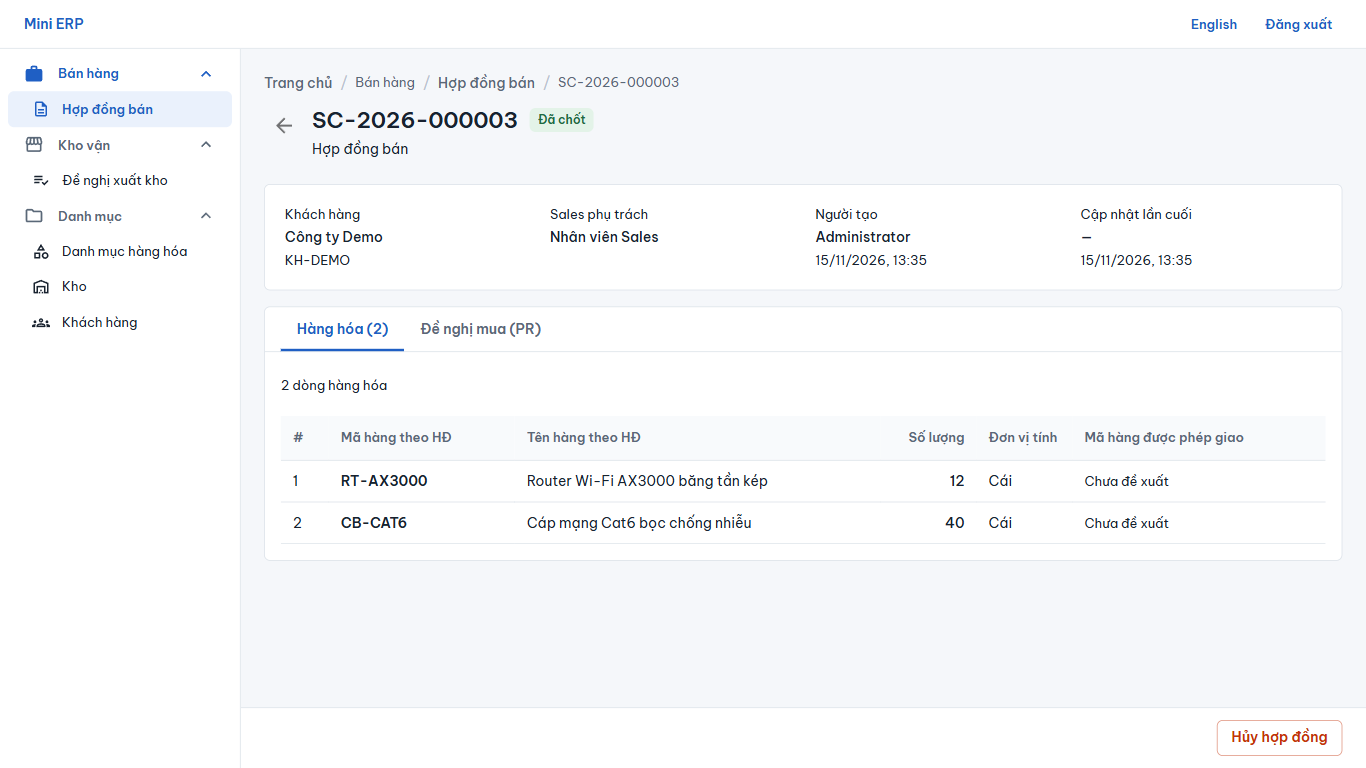 Mini ERP
English
Đăng xuất
Bán hàng
Hợp đồng bán
Kho vận
Đề nghị xuất kho
Danh mục
Danh mục hàng hóa
Kho
Khách hàng
Trang chủ / Bán hàng / Hợp đồng bán / SC-2026-000003
SC-2026-000003 Đã chốt
Hợp đồng bán
Khách hàng
Công ty Demo
KH-DEMO
Sales phụ trách
Nhân viên Sales
Người tạo
Administrator
15/11/2026, 13:35
Cập nhật lần cuối
—
15/11/2026, 13:35
Hàng hóa (2)
Đề nghị mua (PR)
2 dòng hàng hóa
# Mã hàng theo HĐ Tên hàng theo HĐ Số lượng Đơn vị tính Mã hàng được phép giao
1 RT-AX3000 Router Wi-Fi AX3000 băng tần kép 12 Cái Chưa đề xuất
2 CB-CAT6 Cáp mạng Cat6 bọc chống nhiễu 40 Cái Chưa đề xuất
Hủy hợp đồng